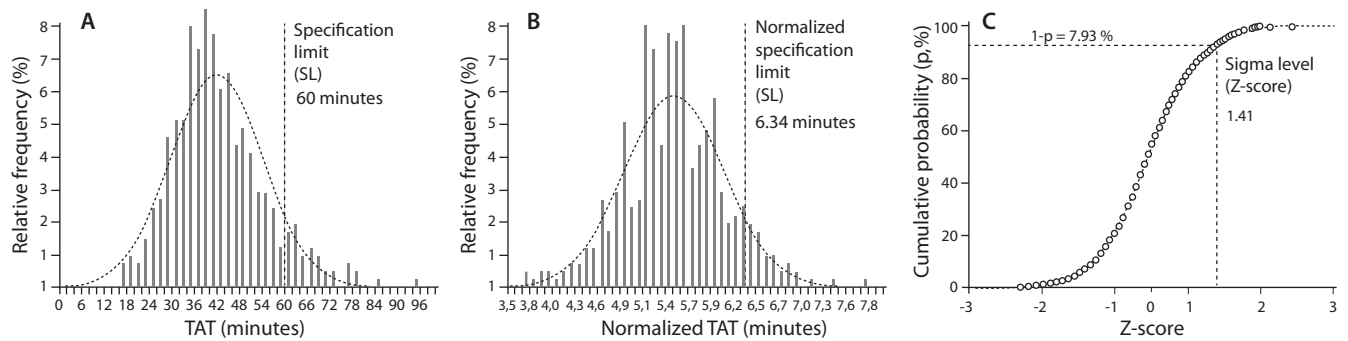 A
Relative frequency (%)
8
7
6
5
4
3
2
1
1
Specification
limit
(SL)
60 minutes
0 6 12 18 24 30 36 42 48 54 60 66 72 78 84 90 96
TAT (minutes)
B
Relative frequency (%)
8
7
6
5
4
3
2
1
1
Normalized
specification
limit
(SL)
6.34 minutes
3,5 3,8 4,0 4,3 4,6 4,9 5,1 5,4 5,7 5,9 6,2 6,5 6,7 7,0 7,3 7,6 7,8
Normalized TAT (minutes)
C
Cumulative probability (p,%)
100
80
60
40
20
0
1-p = 7.93 %
Sigma level
(Z-score)
1.41
-3 -2 -1 0 1 2 3
Z-score